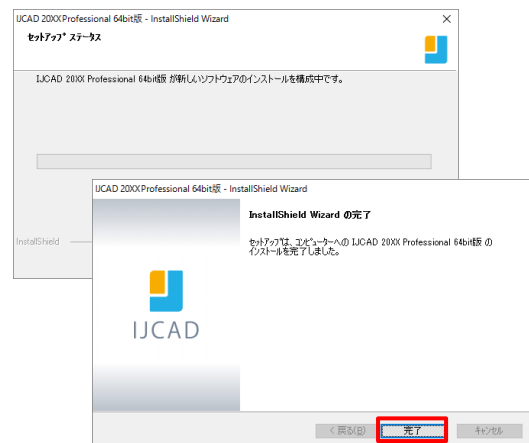 IJCAD 20XX Professional 64bit版 - InstallShield Wizard
セットアップ ステータス
IJCAD 20XX Professional 64bit版 が新しいソフトウェアのインストールを構成中です。
InstallShield
IJCAD 20XX Professional 64bit版 - InstallShield Wizard
InstallShield Wizard の完了
セットアップは、コンピューターへの IJCAD 20XX Professional 64bit版 の
インストールを完了しました。
IJCAD
< 戻る(B)
完了
キャンセル